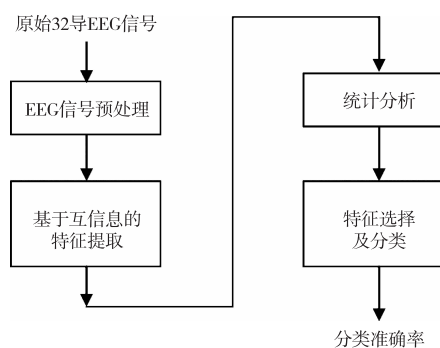 原始32导EEG信号
EEG信号预处理
基于互信息的
特征提取
统计分析
特征选择
及分类
分类准确率